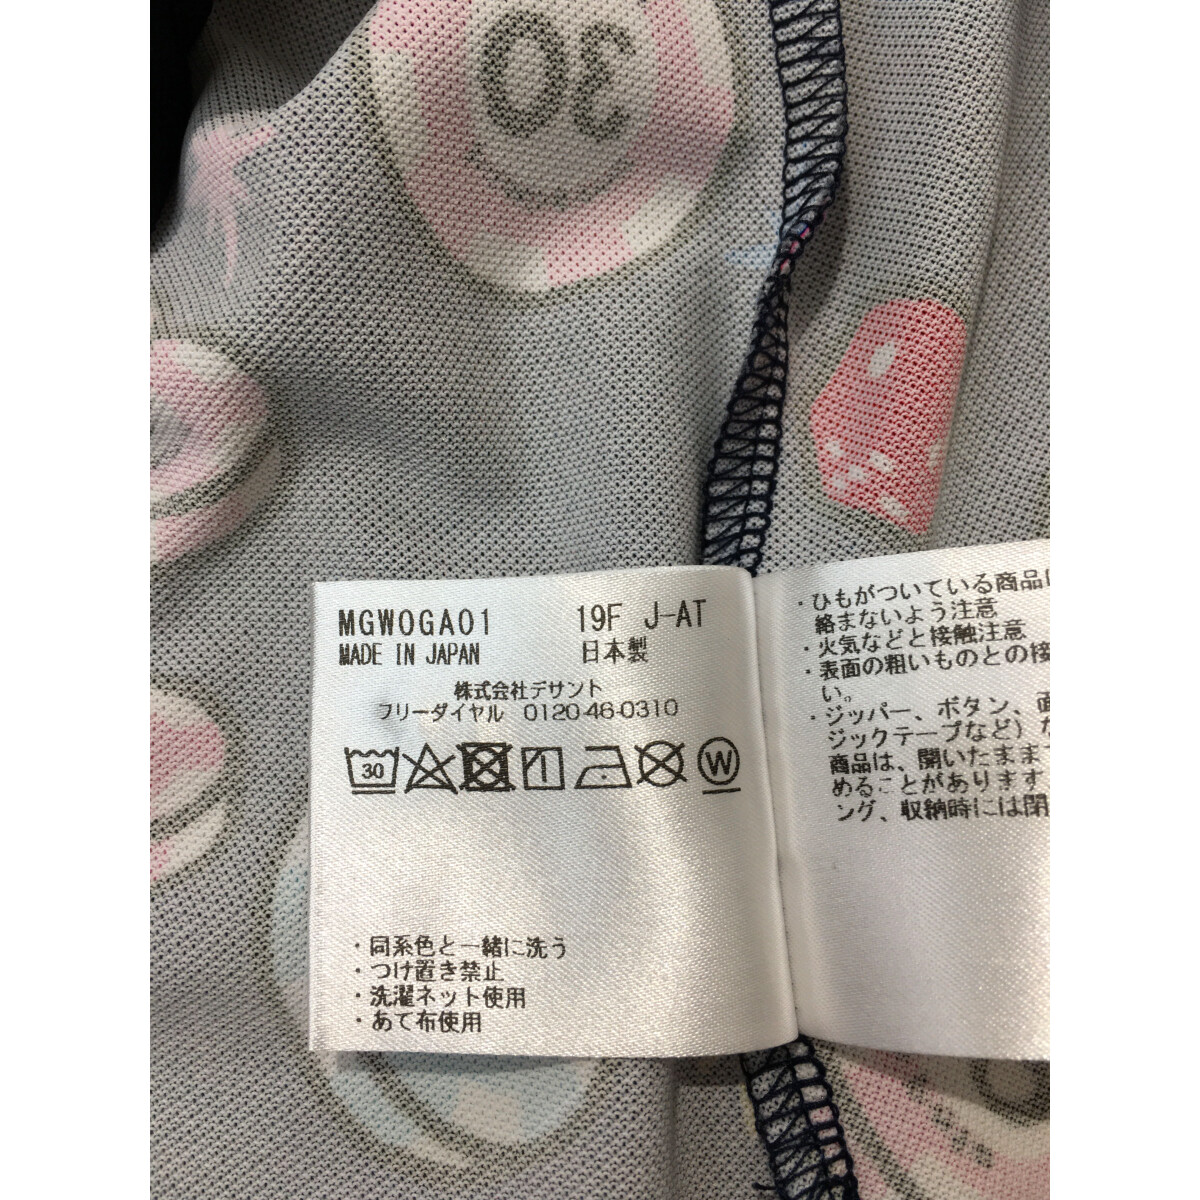 30
MGWOGA01 19F J-AT
MADE IN JAPAN 日本製
株式会社デサント
フリーダイヤル 0120-46-0310
30 W
・同系色と一緒に洗う
・つけ置き禁止
・洗濯ネット使用
・あて布使用
・ひもがついている商品に
絡まないよう注意
・火気などと接触注意
・表面の粗いものとの接
い。
・ジッパー、ボタン、面
ジックテープなど）な
商品は、開いたままで
めることがあります
ング、収納時には閉